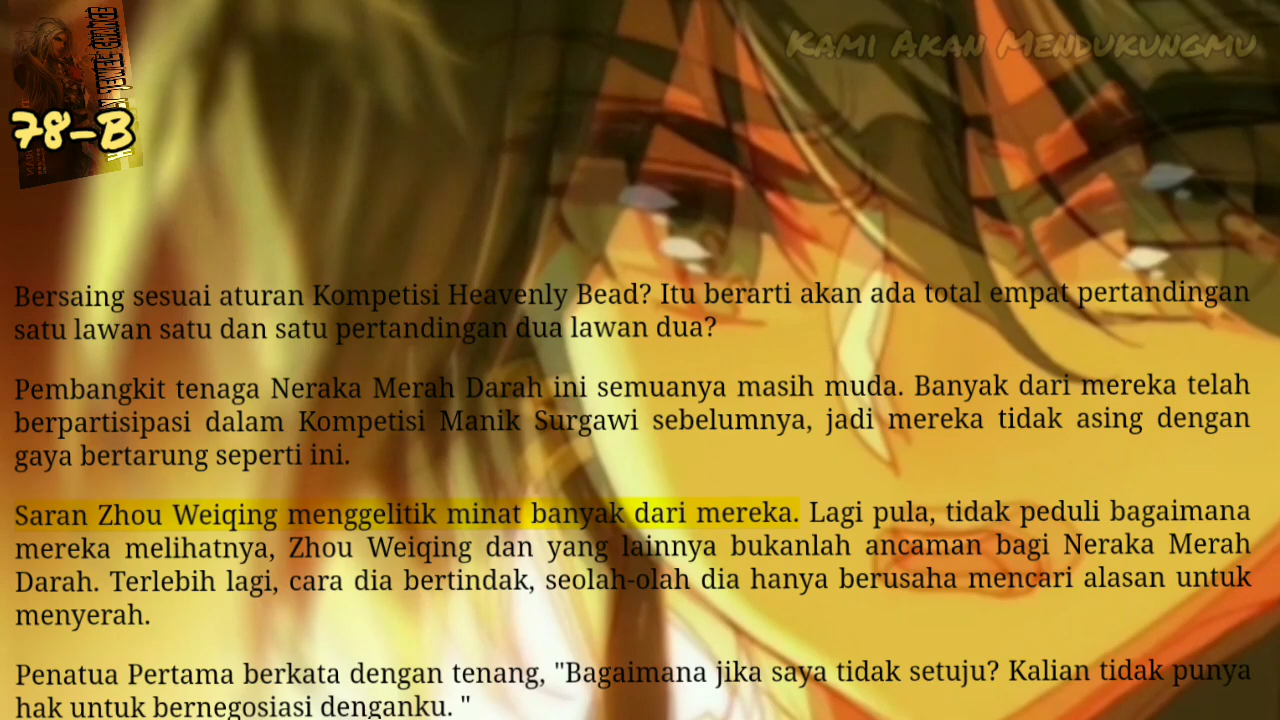 Kami Akan Mendukungmu
78-B
Bersaing sesuai aturan Kompetisi Heavenly Bead? Itu berarti akan ada total empat pertandingan
satu lawan satu dan satu pertandingan dua lawan dua?
Pembangkit tenaga Neraka Merah Darah ini semuanya masih muda. Banyak dari mereka telah
berpartisipasi dalam Kompetisi Manik Surgawi sebelumnya, jadi mereka tidak asing dengan
gaya bertarung seperti ini.
Saran Zhou Weiqing menggelitik minat banyak dari mereka. Lagi pula, tidak peduli bagaimana
mereka melihatnya, Zhou Weiqing dan yang lainnya bukanlah ancaman bagi Neraka Merah
Darah. Terlebih lagi, cara dia bertindak, seolah-olah dia hanya berusaha mencari alasan untuk
menyerah.
Penatua Pertama berkata dengan tenang, "Bagaimana jika saya tidak setuju? Kalian tidak punya
hak untuk bernegosiasi denganku. "